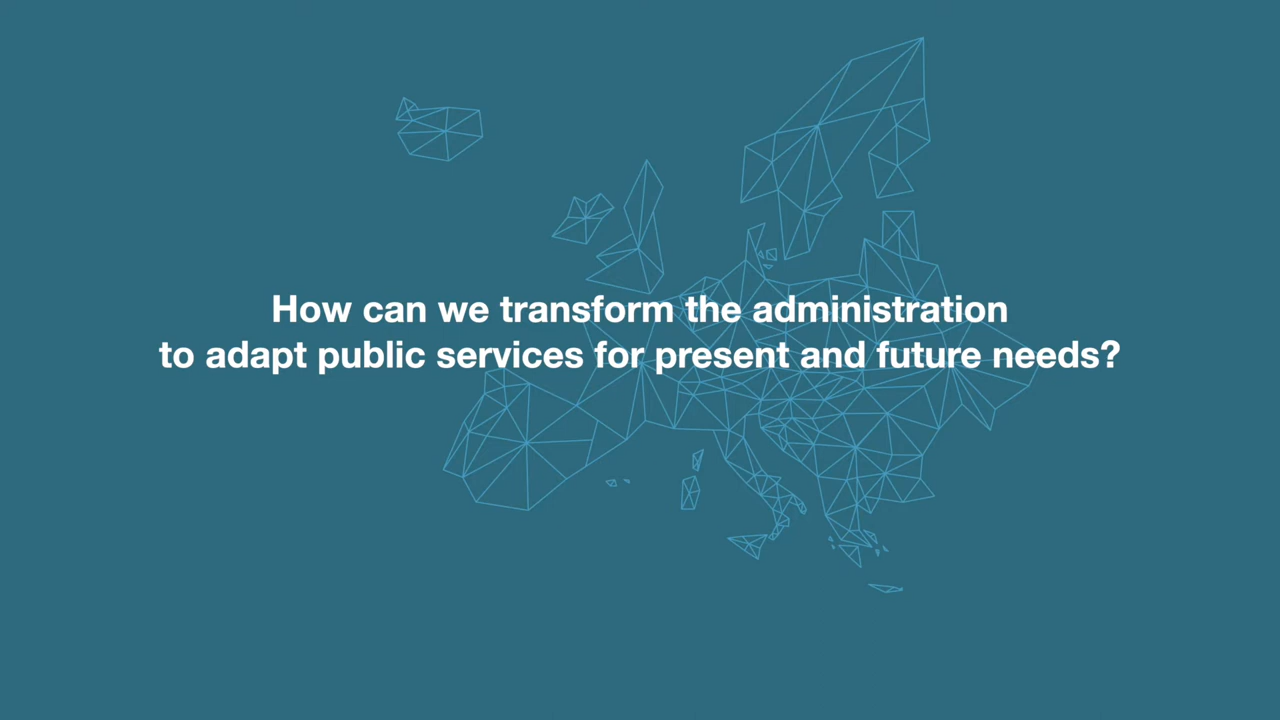 How can we transform the administration
to adapt public services for present and future needs?